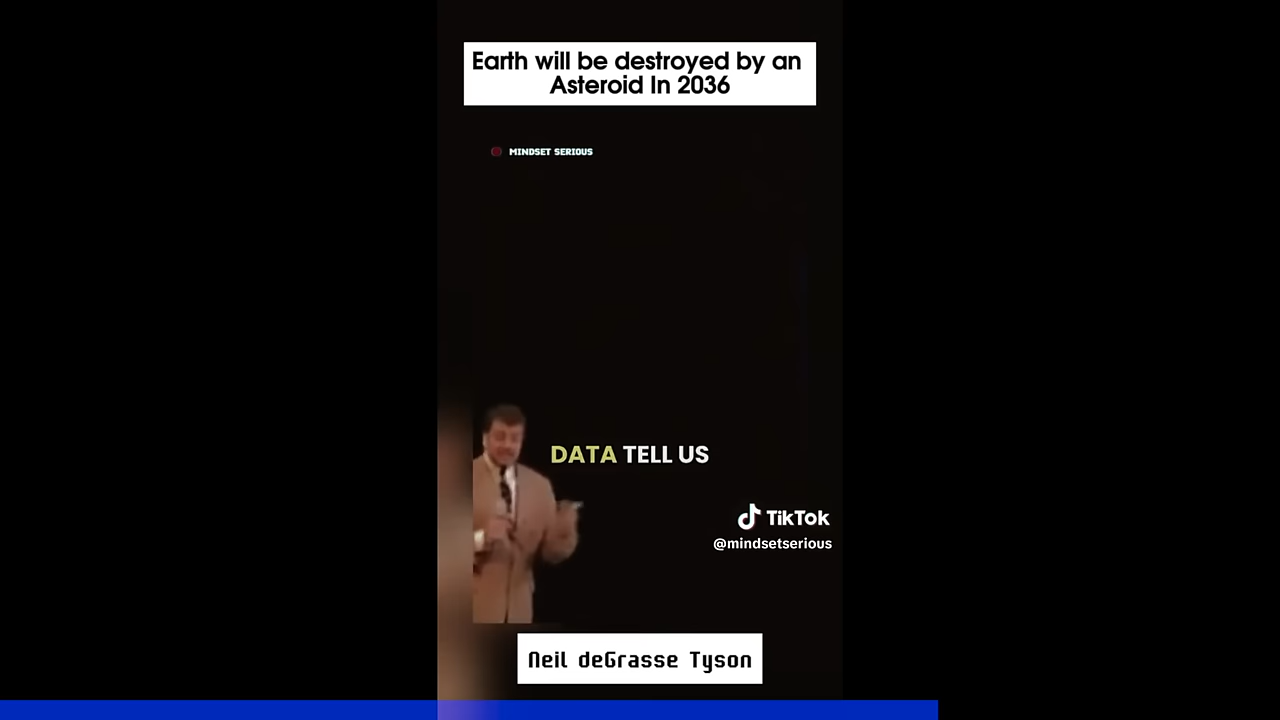 Earth will be destroyed by an
Asteroid In 2036
MINDSET SERIOUS
DATA TELL US
TikTok
@mindsetserious
Neil deGrasse Tyson